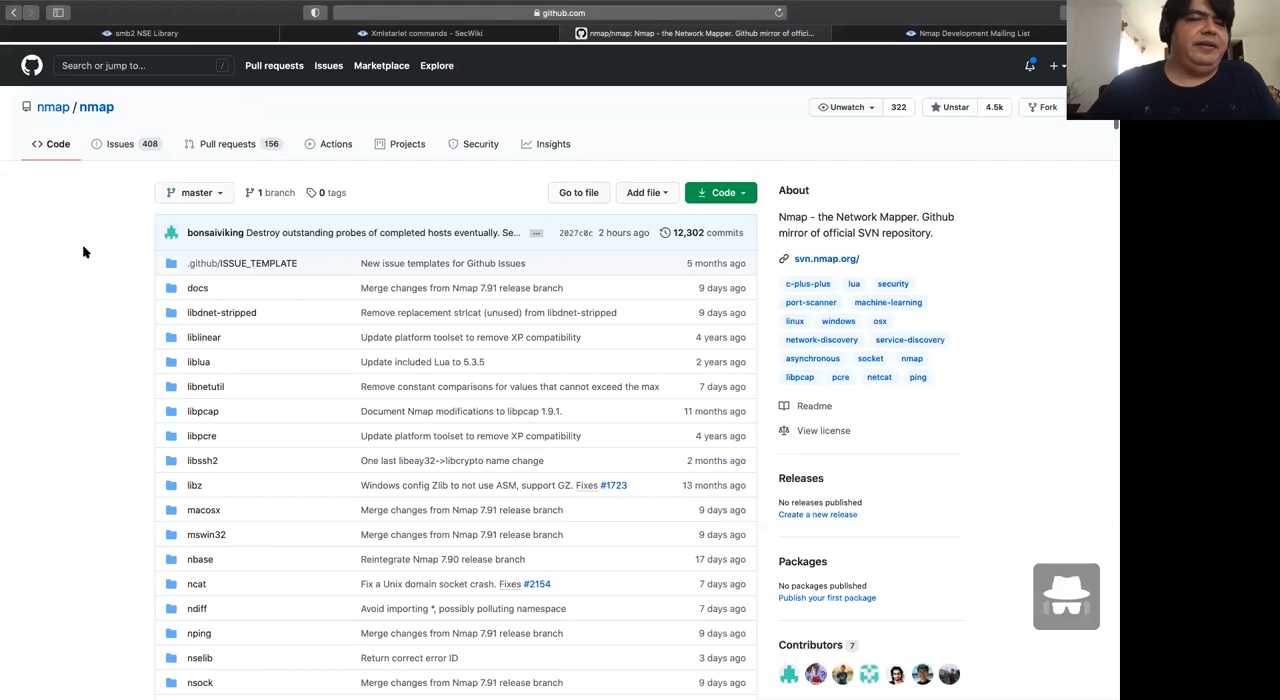 github.com
smb2 NSE Library
Xmlstarlet commands - SecWiki
nmap/nmap: Nmap - the Network Mapper. Github mirror of offici...
Nmap Development Mailing List
Search or jump to... /
Pull requests Issues Marketplace Explore
nmap / nmap
Unwatch 322 Unstar 4.5k Fork
Code Issues 408 Pull requests 156 Actions Projects Security Insights
master 1 branch 0 tags Go to file Add file Code
bonsaiviking Destroy outstanding probes of completed hosts eventually. Se... 2027c0c 2 hours ago 12,302 commits
.github/ISSUE_TEMPLATE New issue templates for Github Issues 5 months ago
docs Merge changes from Nmap 7.91 release branch 9 days ago
libdnet-stripped Remove replacement strlcat (unused) from libdnet-stripped 9 days ago
liblinear Update platform toolset to remove XP compatibility 4 years ago
liblua Update included Lua to 5.3.5 2 years ago
libnetutil Remove constant comparisons for values that cannot exceed the max 7 days ago
libpcap Document Nmap modifications to libpcap 1.9.1. 11 months ago
libpcre Update platform toolset to remove XP compatibility 4 years ago
libssh2 One last libeay32->libcrypto name change 2 months ago
libz Windows config Zlib to not use ASM, support GZ. Fixes #1723 13 months ago
macosx Merge changes from Nmap 7.91 release branch 9 days ago
mswin32 Merge changes from Nmap 7.91 release branch 9 days ago
nbase Reintegrate Nmap 7.90 release branch 17 days ago
ncat Fix a Unix domain socket crash. Fixes #2154 7 days ago
ndiff Avoid importing *, possibly polluting namespace 7 days ago
nping Merge changes from Nmap 7.91 release branch 9 days ago
nselib Return correct error ID 3 days ago
nsock Merge changes from Nmap 7.91 release branch 9 days ago
About
Nmap - the Network Mapper. Github
mirror of official SVN repository.
svn.nmap.org/
c-plus-plus lua security
port-scanner machine-learning
linux windows osx
network-discovery service-discovery
asynchronous socket nmap
libpcap pcre netcat ping
Readme
View license
Releases
No releases published
Create a new release
Packages
No packages published
Publish your first package
Contributors 7